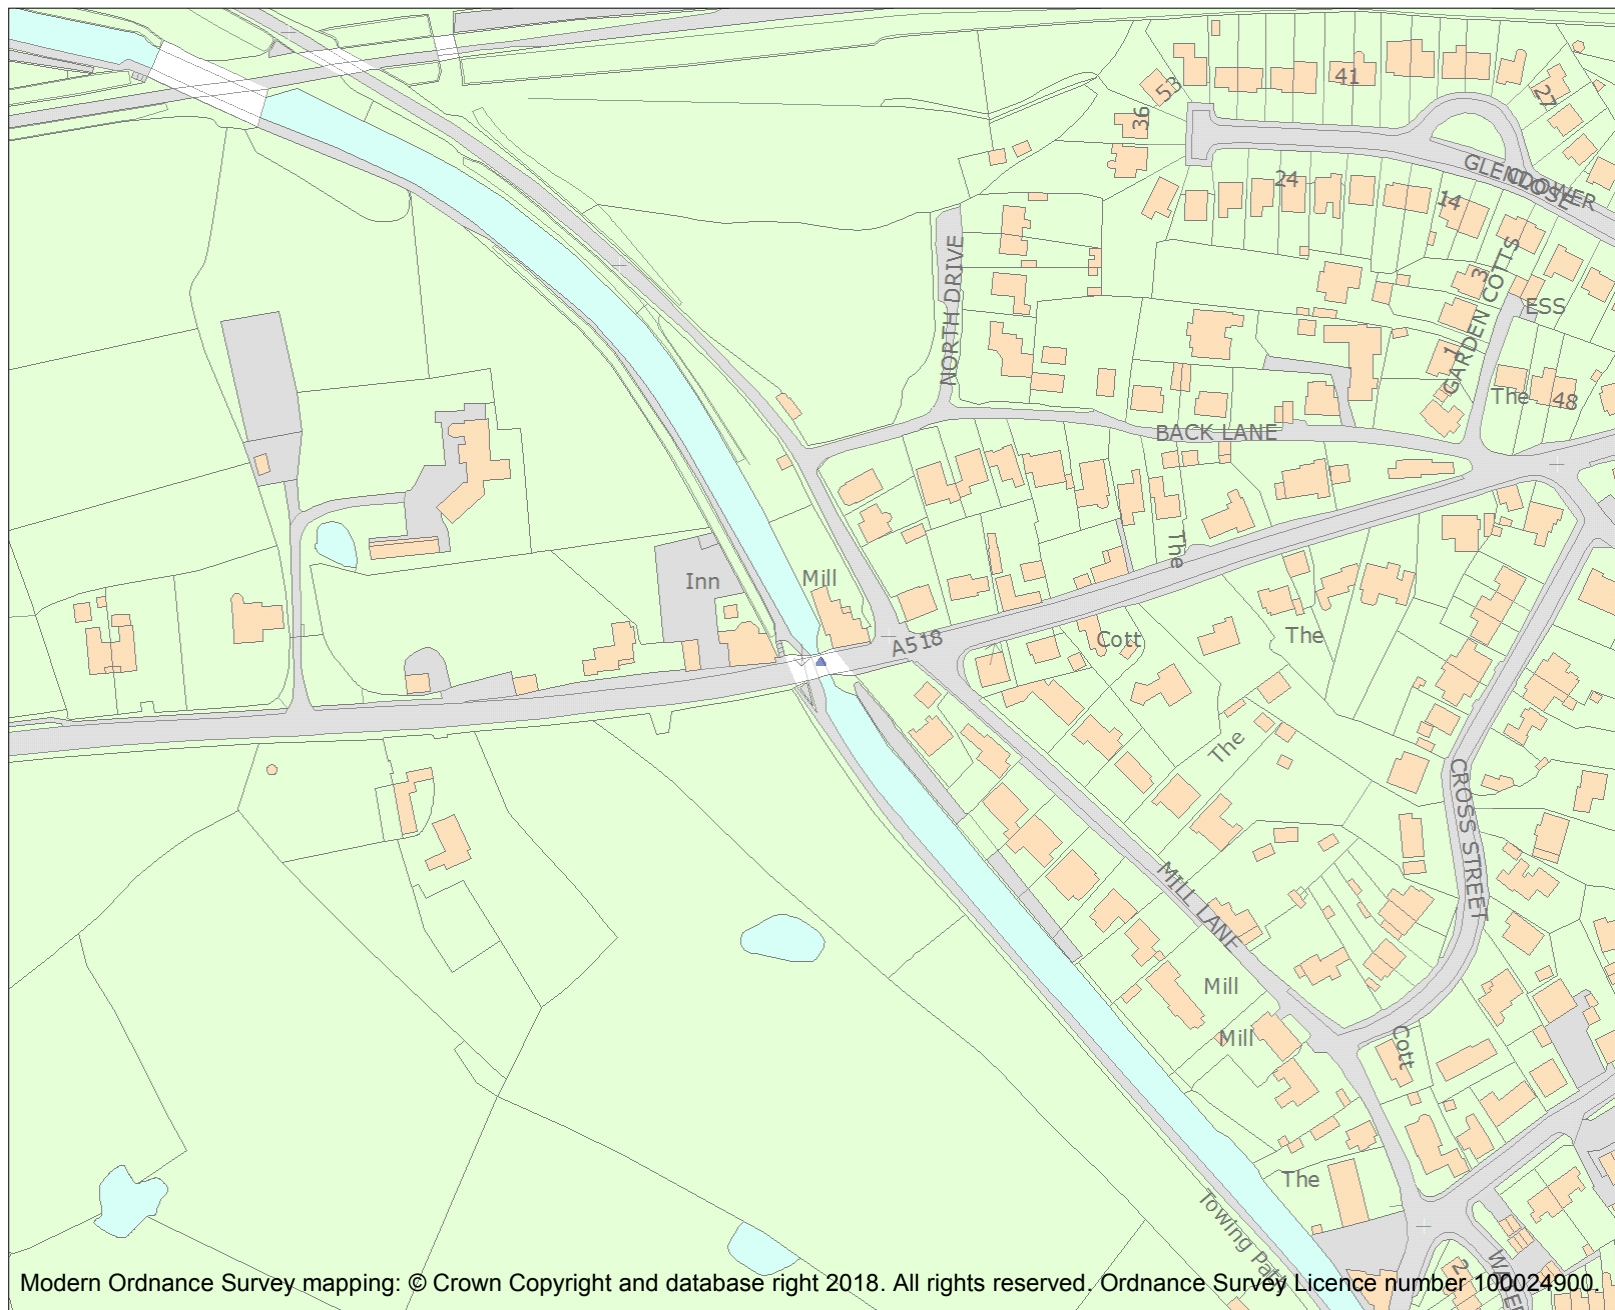 41
53
27
36
GLENDOWER
CLOSE
24
14
NORTH DRIVE
GARDEN COTTS
3
ESS
1
The
48
BACK LANE
The
Inn
Mill
A518
Cott
The
The
CROSS STREET
MILL LANE
Mill
Mill
Cott
The
Towing Path
2
Modern Ordnance Survey mapping: © Crown Copyright and database right 2018. All rights reserved. Ordnance Survey Licence number 100024900.